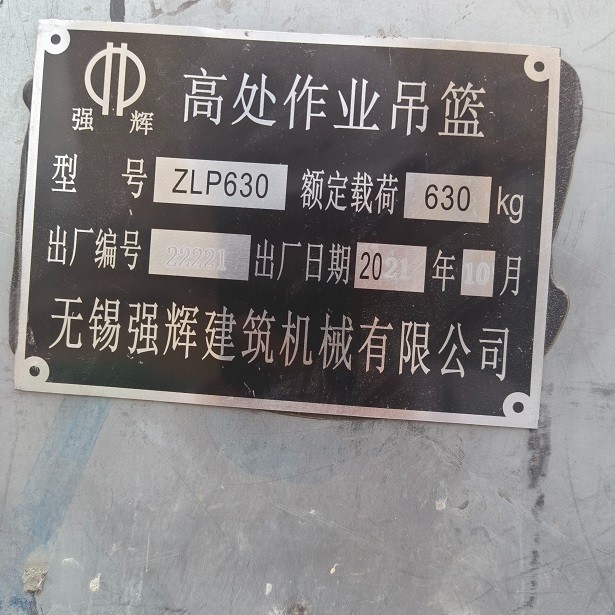 强辉
高处作业吊篮
型号 ZLP630 额定载荷 630 kg
出厂编号 22221 出厂日期 2021 年 10 月
无锡强辉建筑机械有限公司